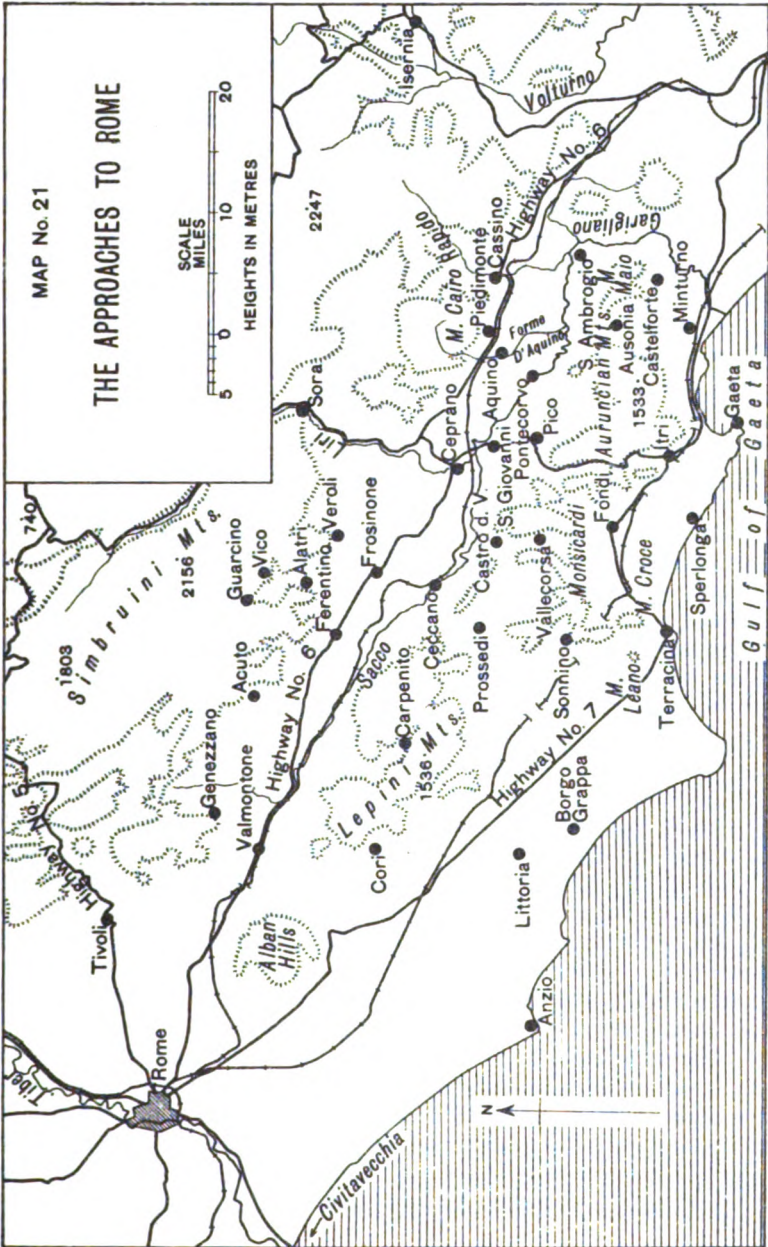 MAP No. 21
THE APPROACHES TO ROME
SCALE
MILES
5 0 10 20
HEIGHTS IN METRES
740
Isernia
Volturno
Highway No. 5
Tivoli
Tiber
Rome
1803
Simbruini Mts.
2156
Guarcino
Vico
Alatri
Veroli
Ferentino
Frosinone
Acuto
Genezzano
Valmontone
Highway No. 6
Sacco
Sora
Liri
2247
Rapido
M. Cairo
Cassino
Piedimonte
Highway No. 6
Ceprano
Aquino
Forme
D'Aquino
Pontecorvo
S. Giovanni
Pico
Castro d. V.
Ceccano
Carpenito
Prossedi
Vallecorsa
Lepini Mts.
1536
Cori
Alban
Hills
Garigliano
S. Ambrogio
M.
Maio
Auruncian Mts.
Ausonia
1533
Castelforte
Minturno
Itri
Fondi
Monsicardi
Sonnino
M. Croce
M.
Leano
Terracina
Sperlonga
Gaeta
Gulf of Gaeta
Highway No. 7
Borgo
Grappa
Littoria
Anzio
N
Civitavecchia